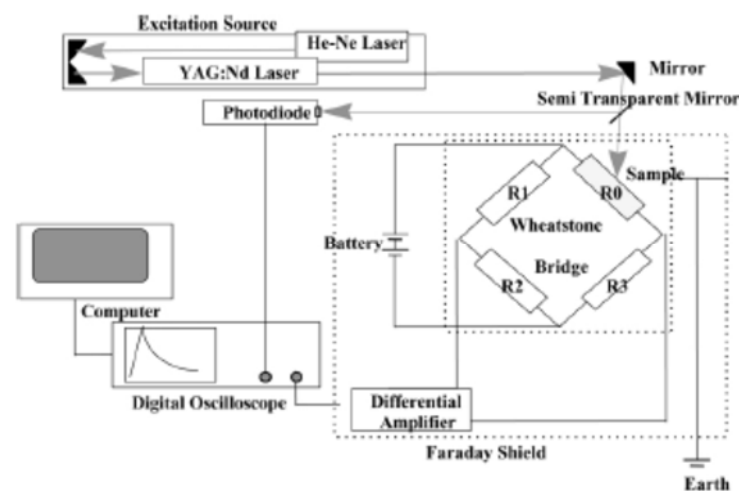 Excitation Source
He-Ne Laser
YAG:Nd Laser
Mirror
Semi Transparent Mirror
Photodiode
Sample
R1
R0
Wheatstone
Battery
Bridge
R2
R3
Computer
Digital Oscilloscope
Differential
Amplifier
Faraday Shield
Earth